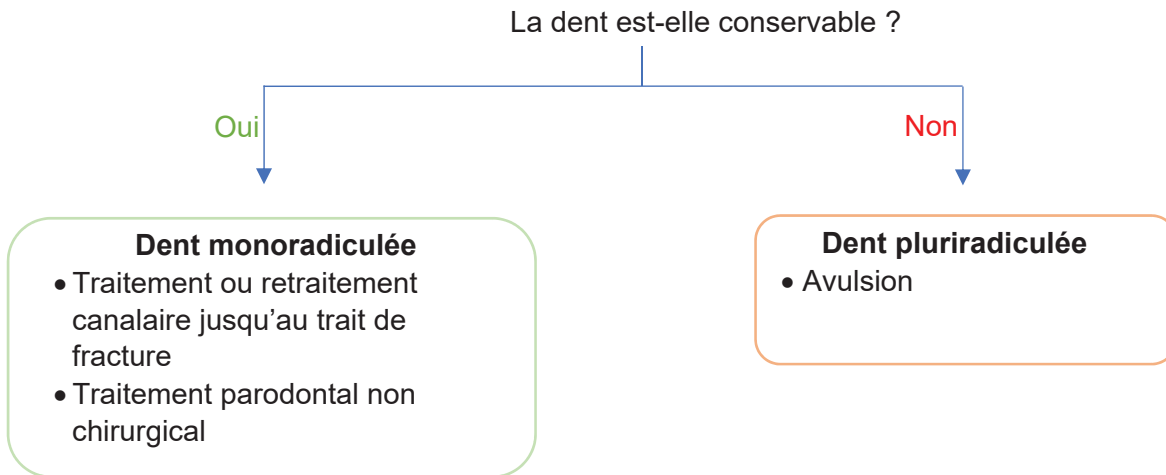 La dent est-elle conservable ?
Oui
Non
Dent monoradiculée
• Traitement ou retraitement
canalaire jusqu’au trait de
fracture
• Traitement parodontal non
chirurgical
Dent pluriradiculée
• Avulsion